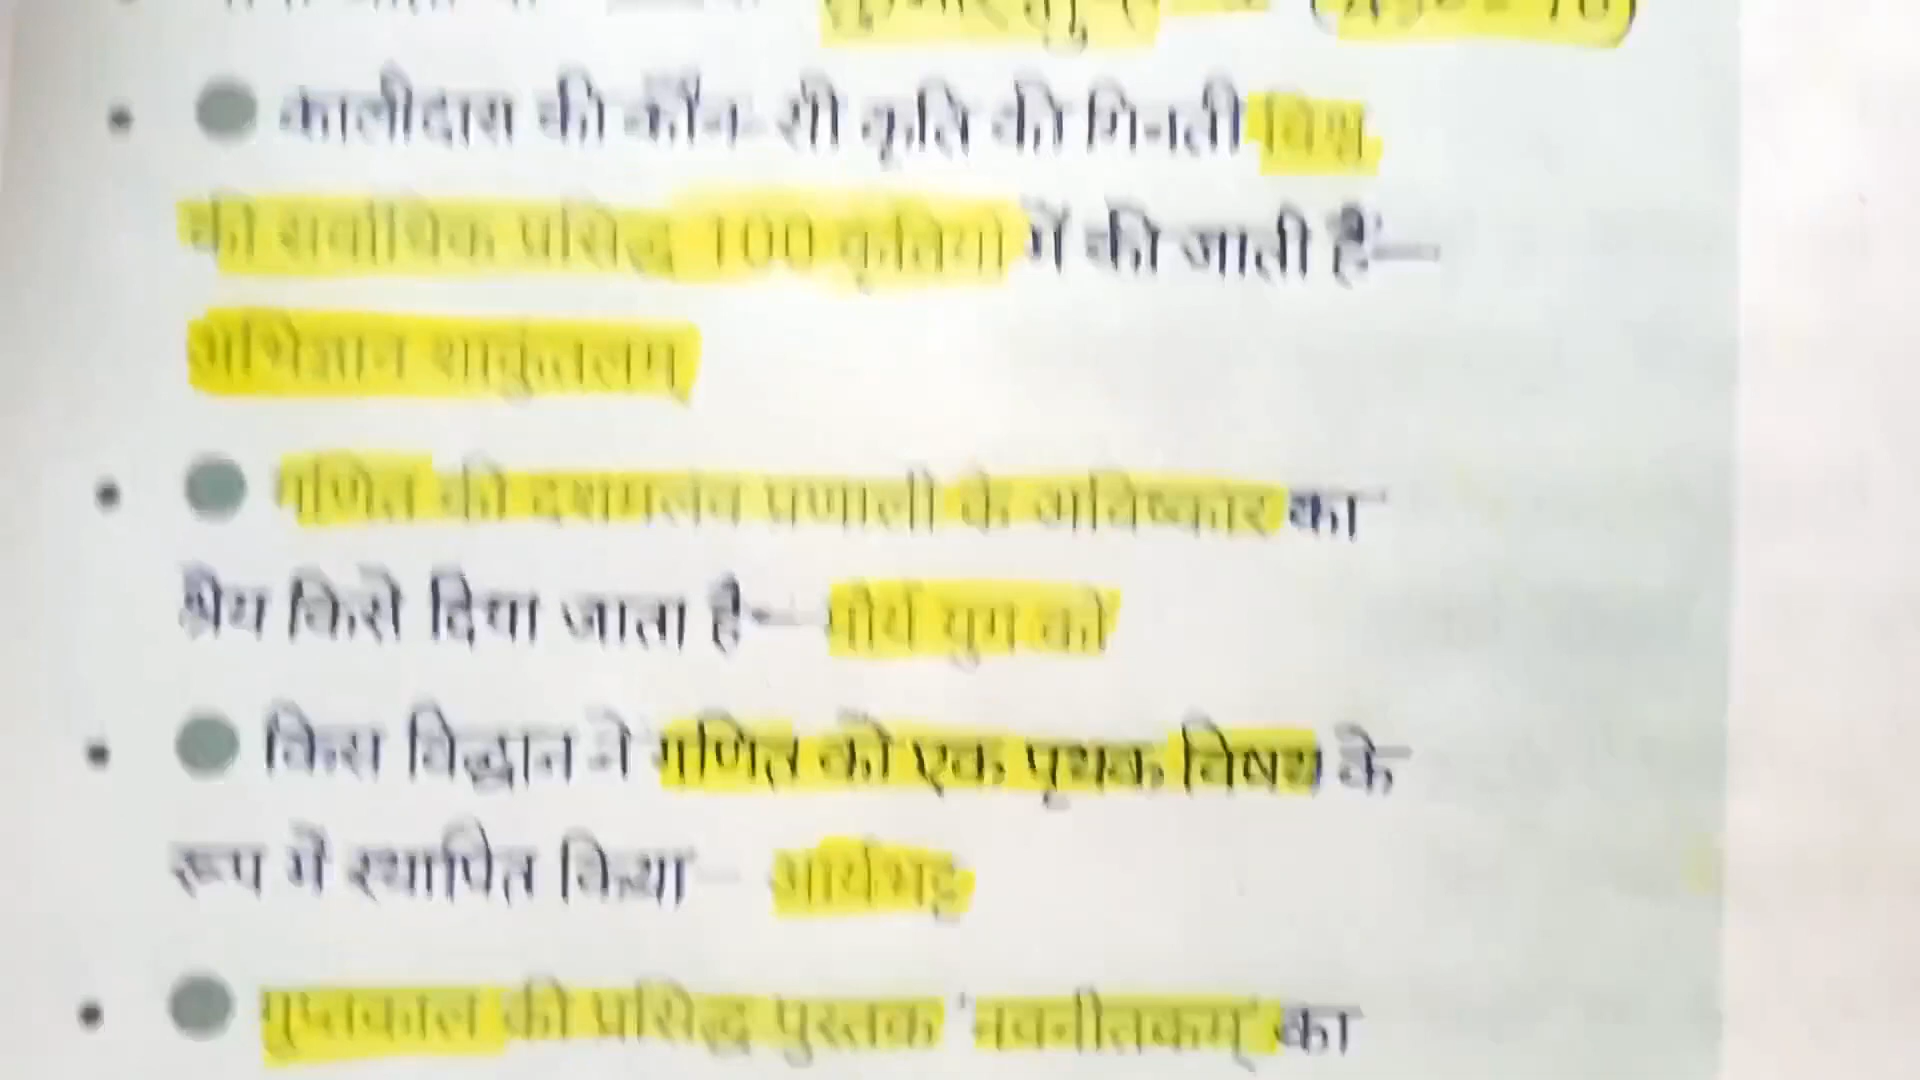 कालीदास की कौन-सी कृति की गिनती विश्व
की सर्वाधिक प्रसिद्ध 100 कृतियों में की जाती है—
अभिज्ञान शाकुंतलम्
गणित की दशमलव प्रणाली के आविष्कार का
श्रेय किसे दिया जाता है— मौर्य युग को
किस विद्वान ने गणित को एक पृथक विषय के
रूप में स्थापित किया— आर्यभट्ट
गुप्तकाल की प्रसिद्ध पुस्तक 'नवनीतकम्' का